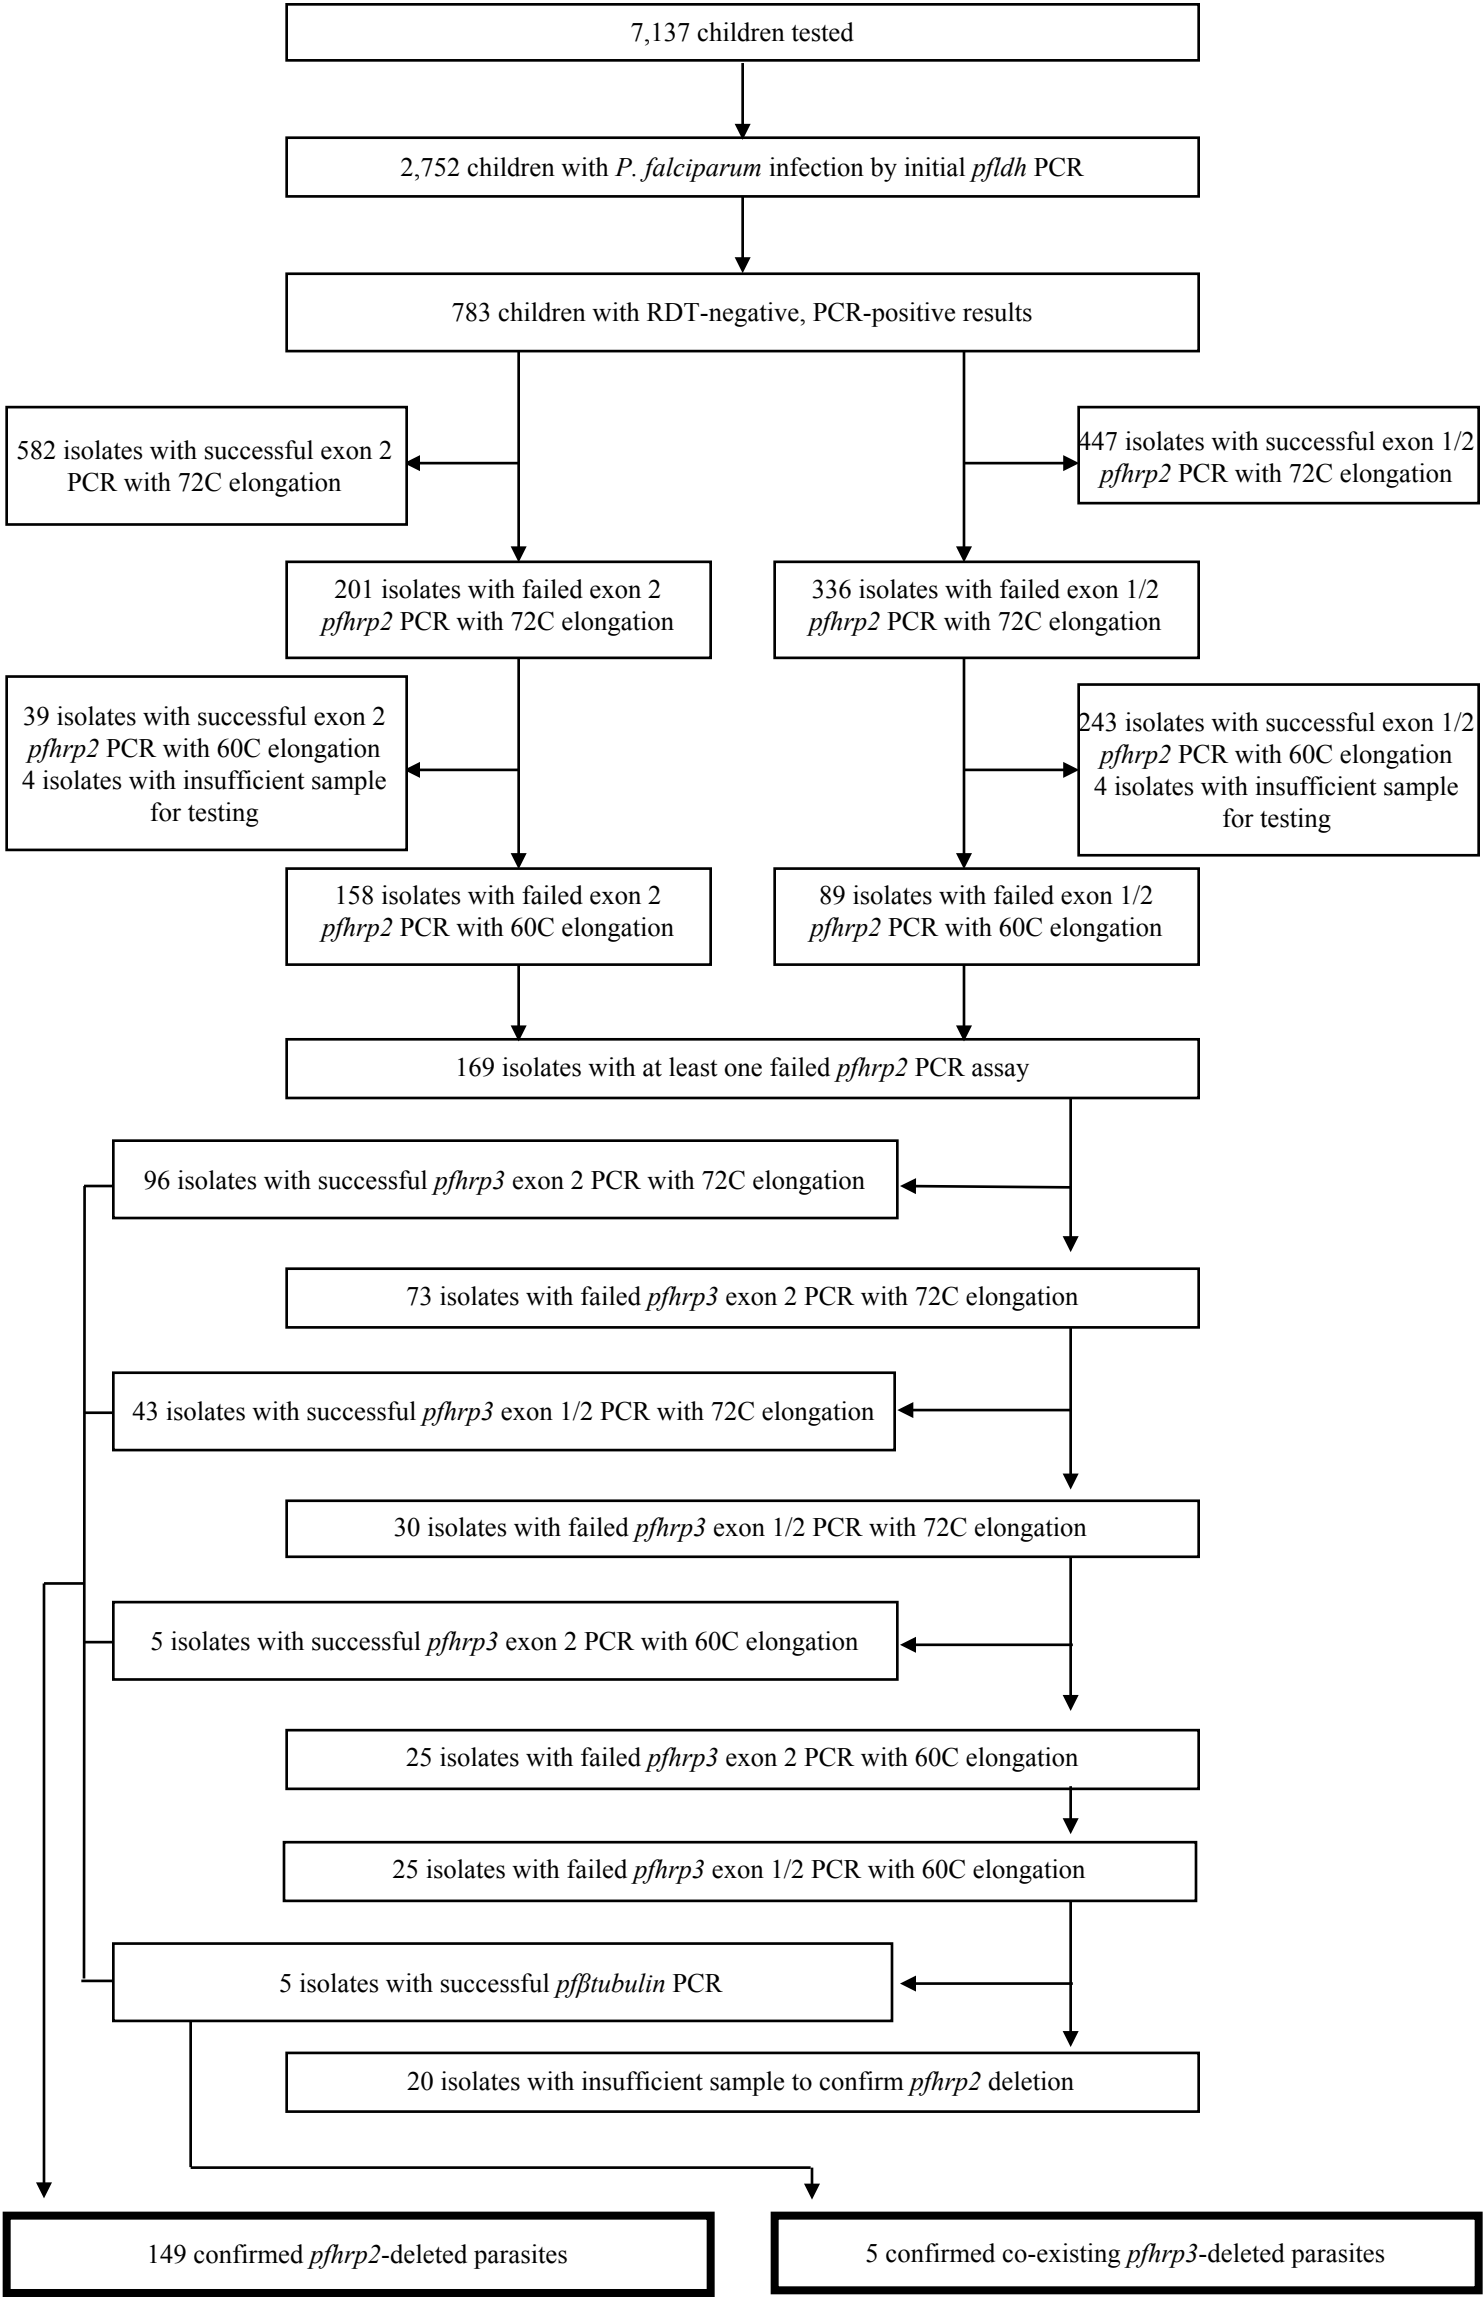 7,137 children tested
2,752 children with P. falciparum infection by initial pfldh PCR
783 children with RDT-negative, PCR-positive results
582 isolates with successful exon 2
PCR with 72C elongation
447 isolates with successful exon 1/2
pfhrp2 PCR with 72C elongation
201 isolates with failed exon 2
pfhrp2 PCR with 72C elongation
336 isolates with failed exon 1/2
pfhrp2 PCR with 72C elongation
39 isolates with successful exon 2
pfhrp2 PCR with 60C elongation
4 isolates with insufficient sample
for testing
243 isolates with successful exon 1/2
pfhrp2 PCR with 60C elongation
4 isolates with insufficient sample
for testing
158 isolates with failed exon 2
pfhrp2 PCR with 60C elongation
89 isolates with failed exon 1/2
pfhrp2 PCR with 60C elongation
169 isolates with at least one failed pfhrp2 PCR assay
96 isolates with successful pfhrp3 exon 2 PCR with 72C elongation
73 isolates with failed pfhrp3 exon 2 PCR with 72C elongation
43 isolates with successful pfhrp3 exon 1/2 PCR with 72C elongation
30 isolates with failed pfhrp3 exon 1/2 PCR with 72C elongation
5 isolates with successful pfhrp3 exon 2 PCR with 60C elongation
25 isolates with failed pfhrp3 exon 2 PCR with 60C elongation
25 isolates with failed pfhrp3 exon 1/2 PCR with 60C elongation
5 isolates with successful pfβtubulin PCR
20 isolates with insufficient sample to confirm pfhrp2 deletion
149 confirmed pfhrp2-deleted parasites
5 confirmed co-existing pfhrp3-deleted parasites